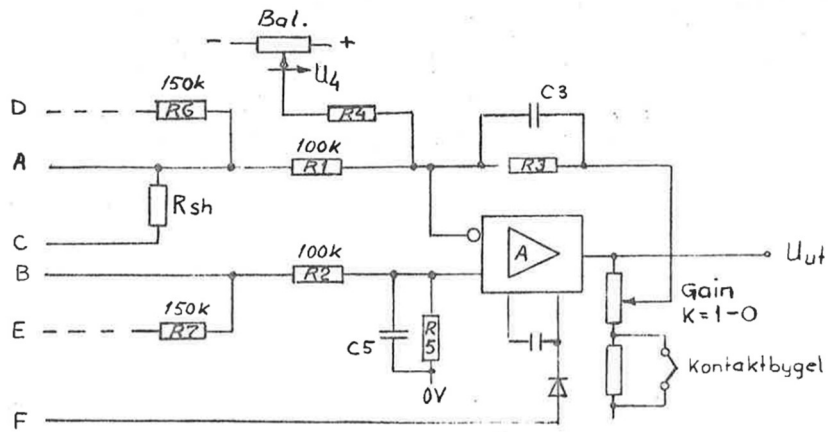 Bal.
- +
U4
150k
D R6 R4 C3
100k
A R1 R3
Rsh
C
100k A Uut
B R2
Gain
K=1-0
150k
E R7 C5 R5
Kontaktbygel
0V
F